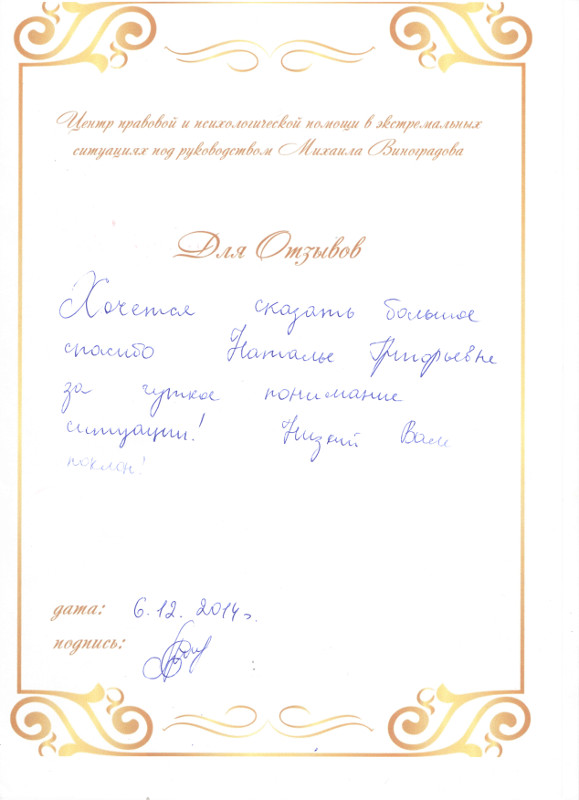 Центр правовой и психологической помощи в экстремальных
ситуациях под руководством Михаила Виноградова
Для Отзывов
Хочется сказать большое
спасибо Наталье Григорьевне
за чуткое понимание
ситуации! Низкий Вам
поклон!
дата: 6.12.2014г.
подпись: